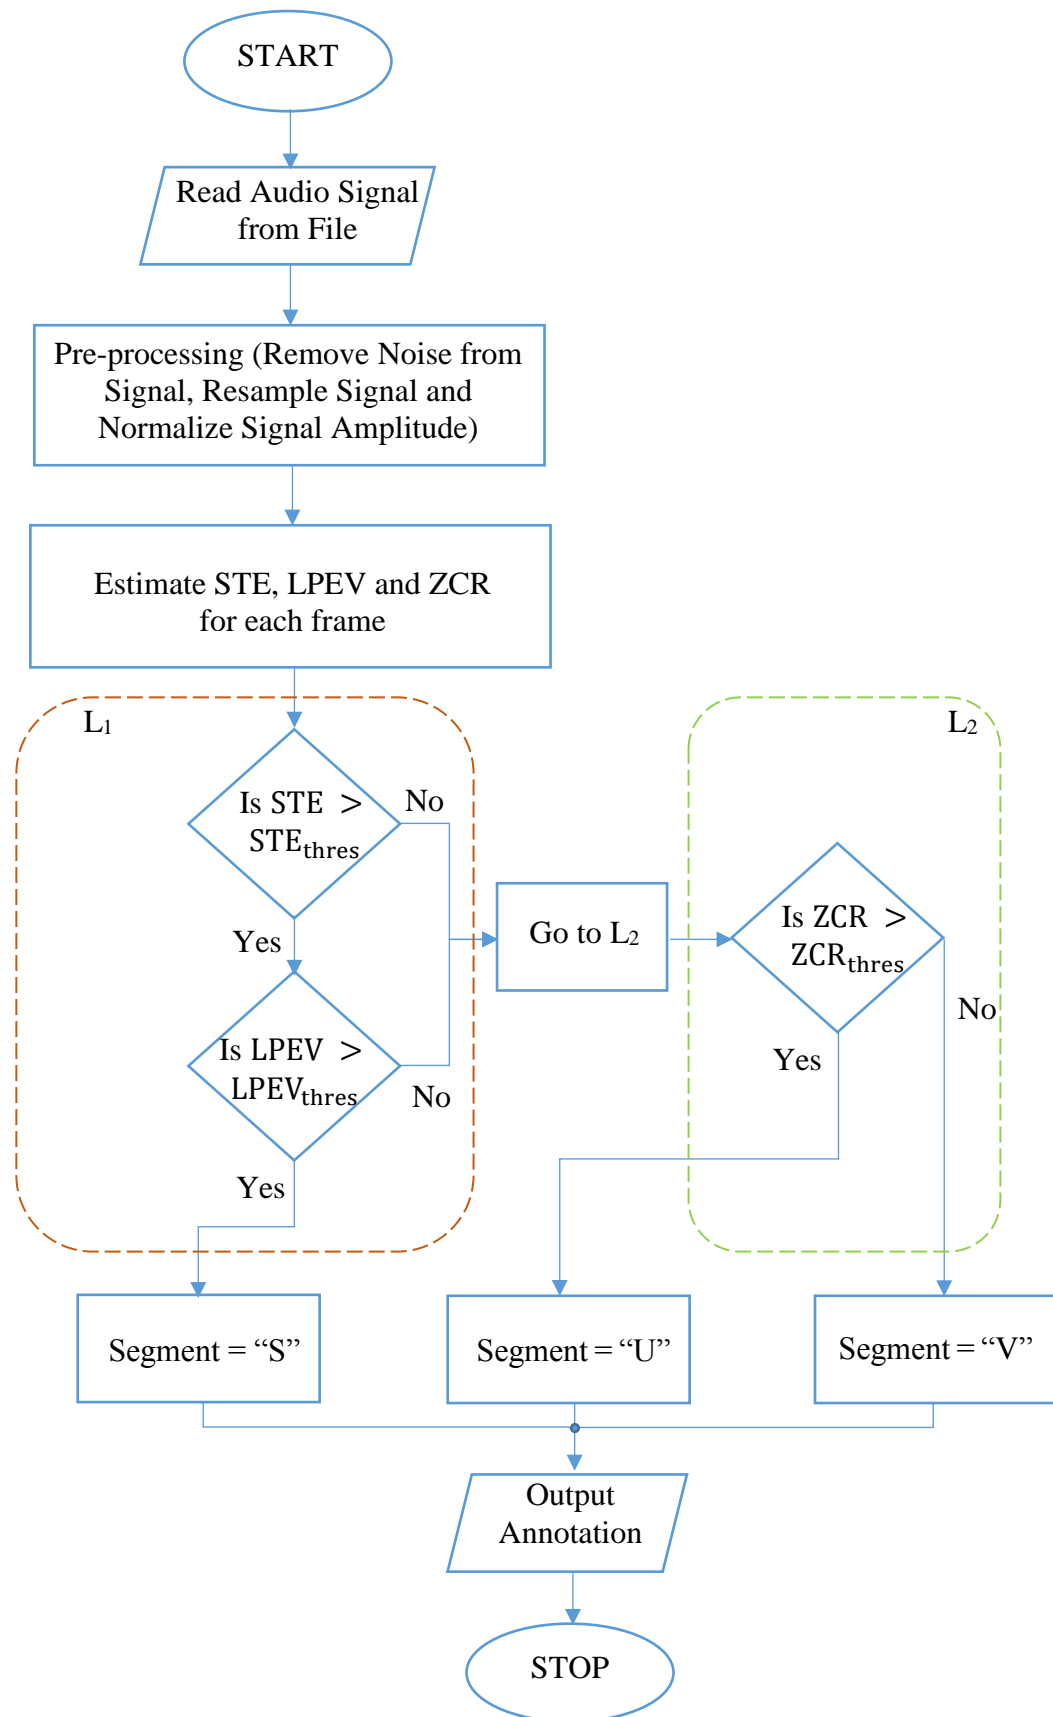 START
Read Audio Signal
from File
Pre-processing (Remove Noise from
Signal, Resample Signal and
Normalize Signal Amplitude)
Estimate STE, LPEV and ZCR
for each frame
L₁
L₂
Is STE >
STEₜₕᵣₑₛ
No
Yes
Go to L₂
Is ZCR >
ZCRₜₕᵣₑₛ
No
Yes
Is LPEV >
LPEVₜₕᵣₑₛ
No
Yes
Segment = “S”
Segment = “U”
Segment = “V”
Output
Annotation
STOP